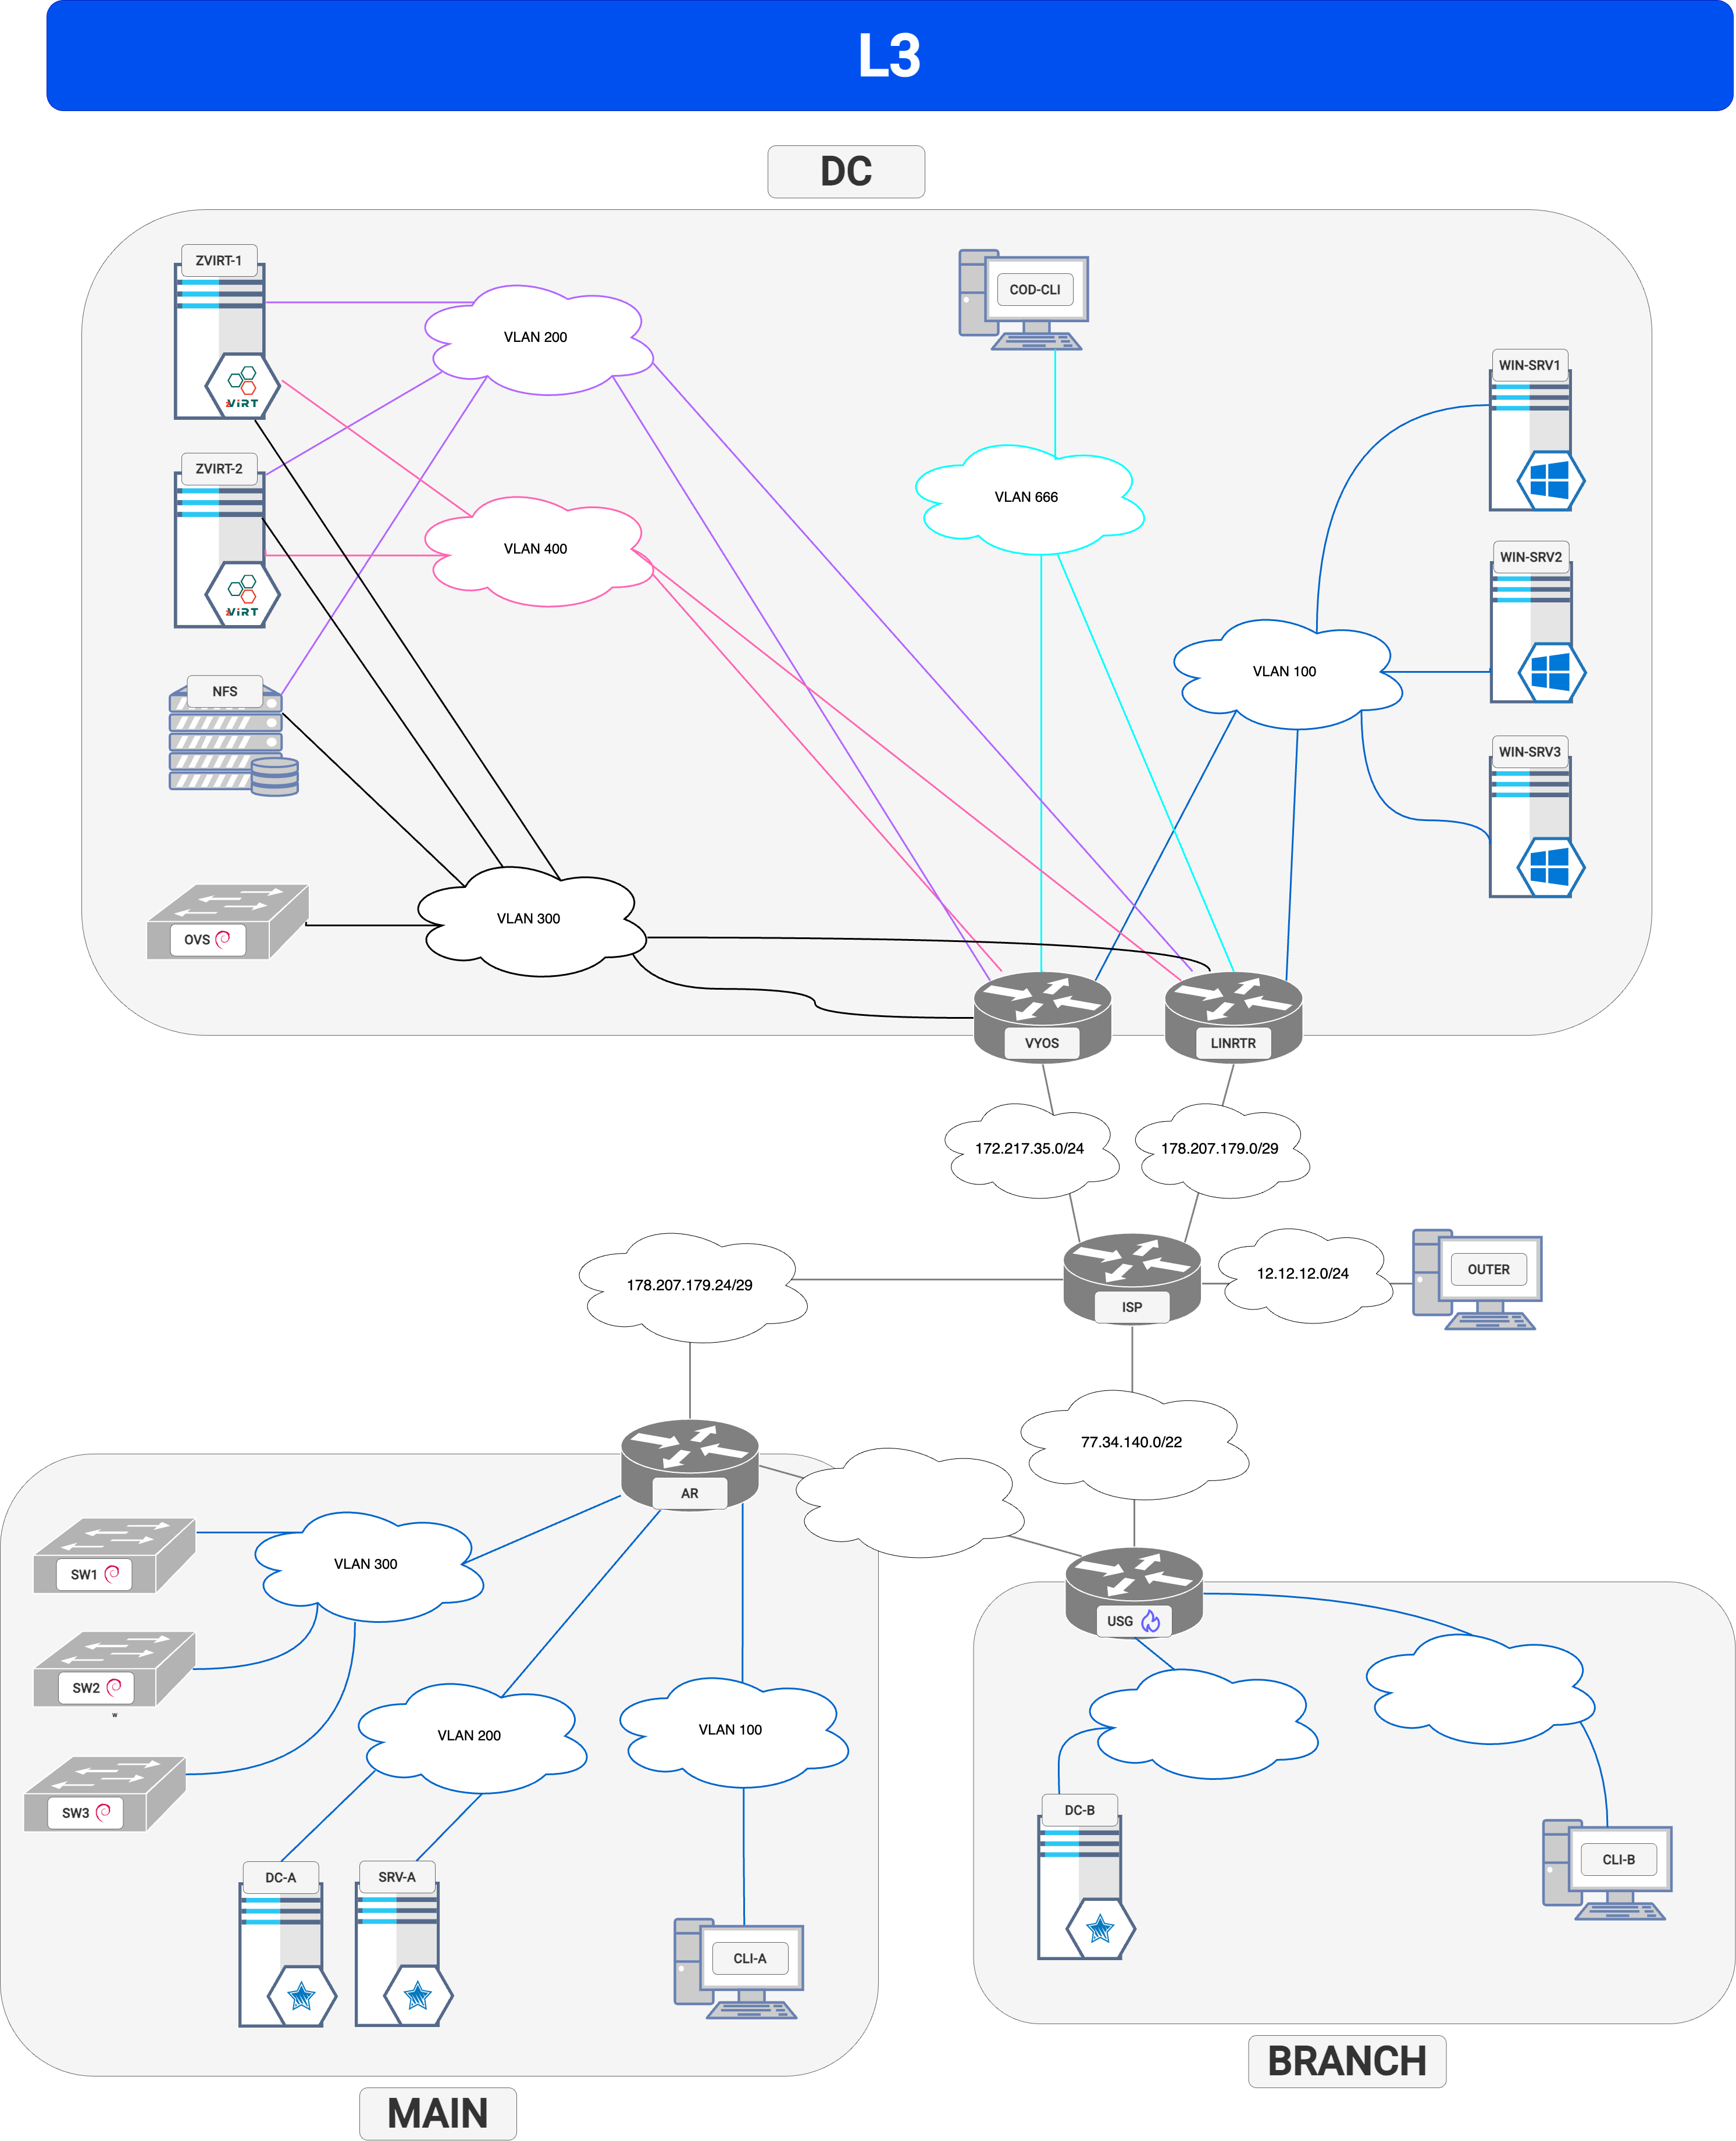 L3
DC
ZVIRT-1
zVIRT
VLAN 200
COD-CLI
WIN-SRV1
ZVIRT-2
zVIRT
VLAN 400
VLAN 666
WIN-SRV2
NFS
VLAN 100
WIN-SRV3
OVS
VLAN 300
VYOS
LINRTR
172.217.35.0/24
178.207.179.0/29
178.207.179.24/29
ISP
12.12.12.0/24
OUTER
77.34.140.0/22
AR
SW1
VLAN 300
USG
SW2
w
VLAN 200
VLAN 100
SW3
DC-A
SRV-A
CLI-A
DC-B
CLI-B
BRANCH
MAIN